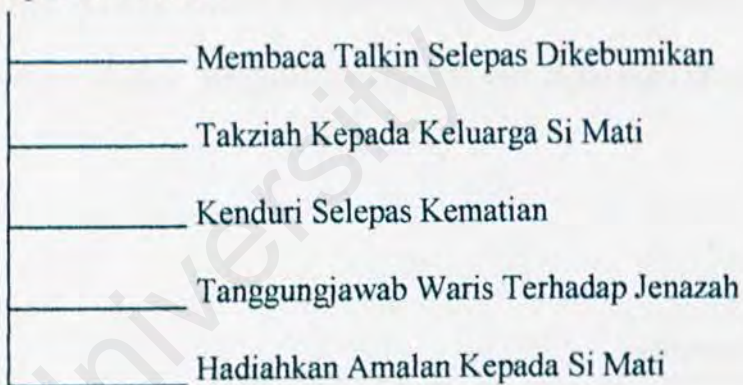 Membaca Talkin Selepas Dikebumikan
Takziah Kepada Keluarga Si Mati
Kenduri Selepas Kematian
Tanggungjawab Waris Terhadap Jenazah
Hadiahkan Amalan Kepada Si Mati